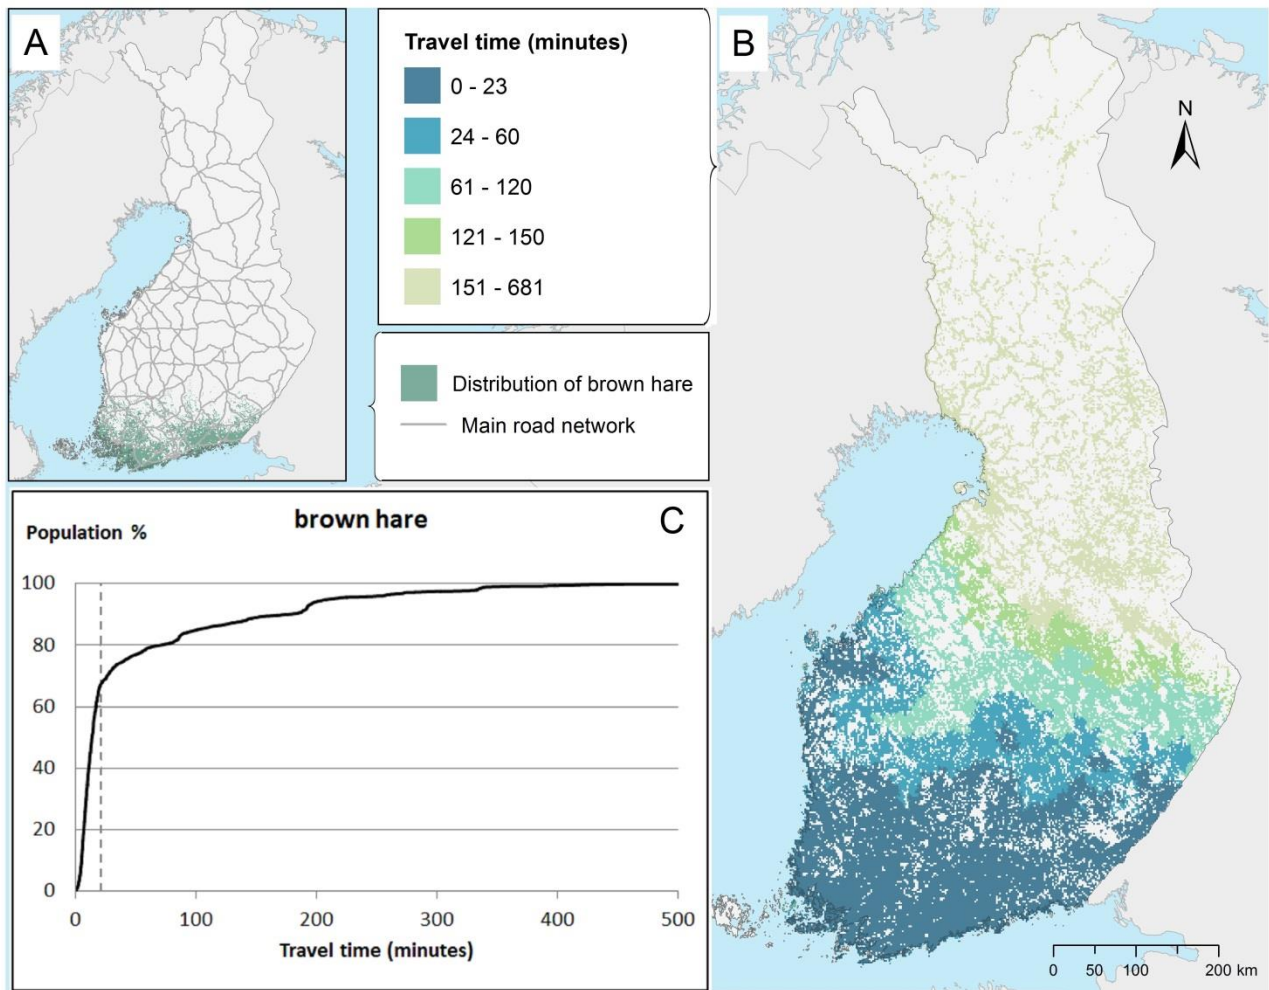 A
Travel time (minutes)
0 - 23
24 - 60
61 - 120
121 - 150
151 - 681
Distribution of brown hare
Main road network
B
N
0 50 100 200 km
brown hare
C
Population %
100
80
60
40
20
0
0 100 200 300 400 500
Travel time (minutes)